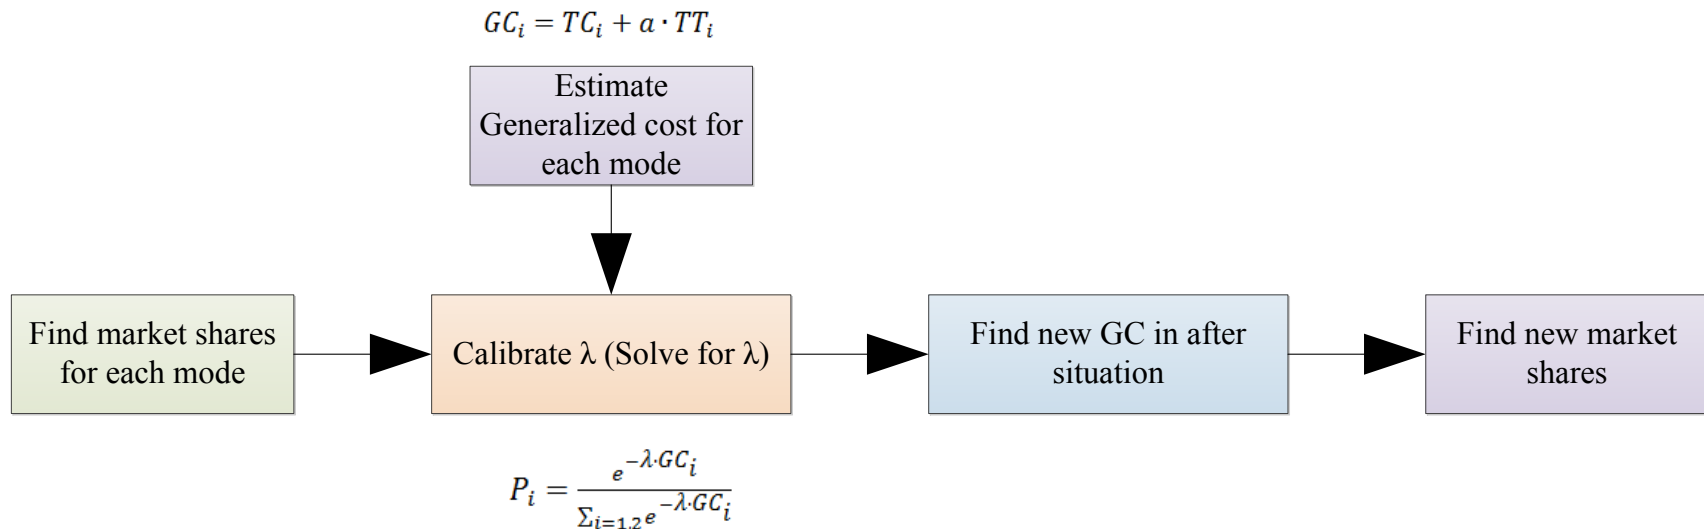 GC_i = TC_i + a · TT_i
Estimate
Generalized cost for
each mode
Find market shares
for each mode
Calibrate λ (Solve for λ)
Find new GC in after
situation
Find new market
shares
P_i = e^{-λ·GC_i} / ∑_{i=1,2} e^{-λ·GC_i}